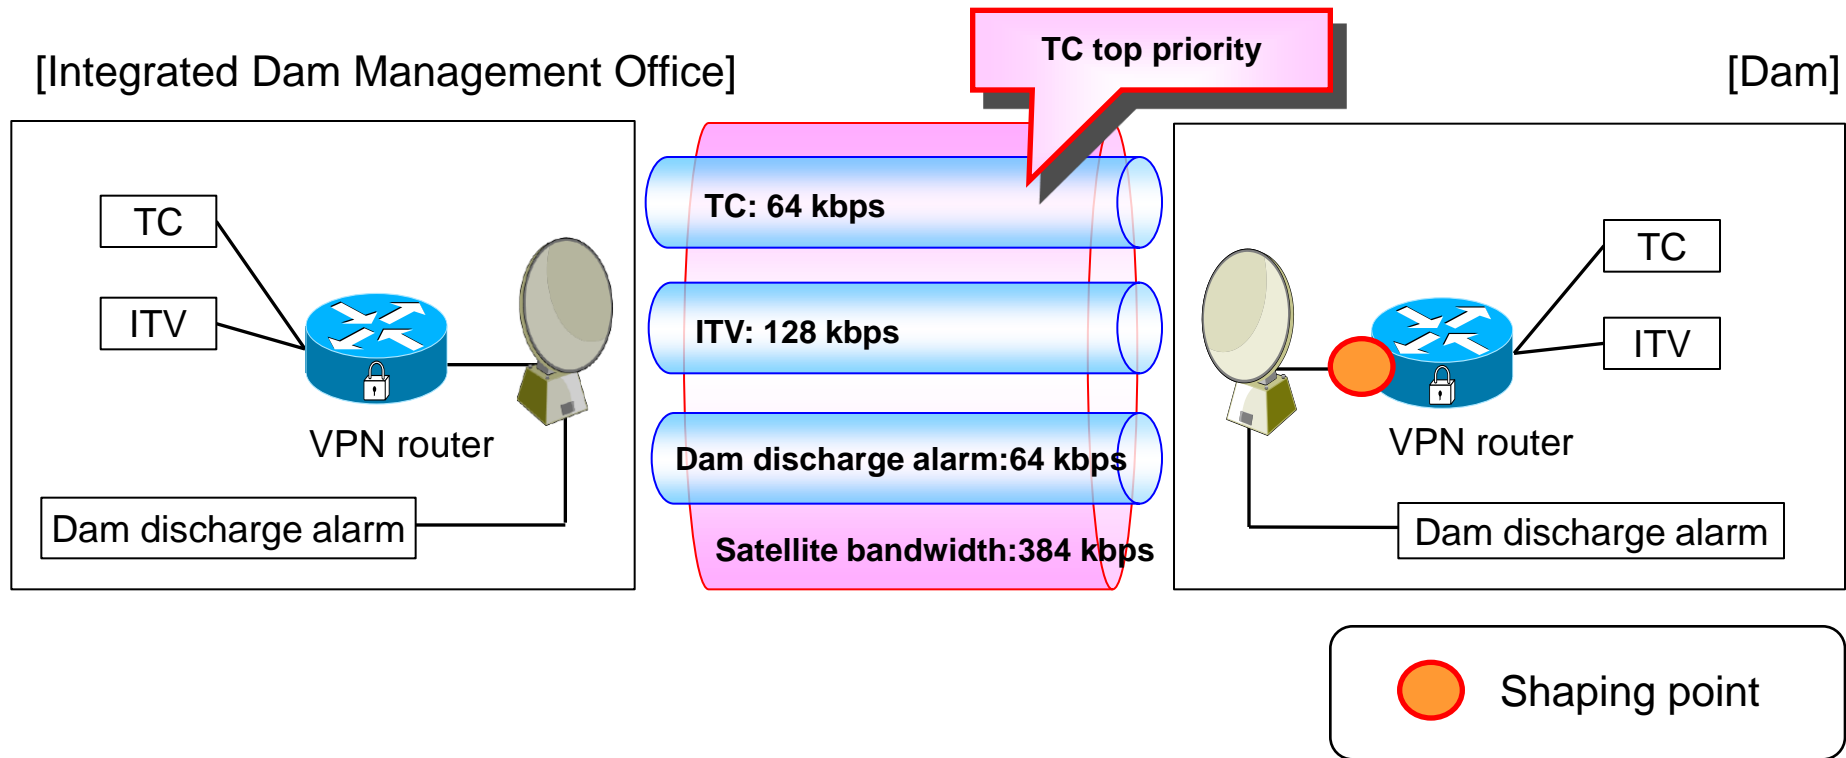 TC top priority
[Integrated Dam Management Office]
[Dam]
TC
ITV
VPN router
Dam discharge alarm
TC: 64 kbps
ITV: 128 kbps
Dam discharge alarm:64 kbps
Satellite bandwidth:384 kbps
TC
ITV
VPN router
Dam discharge alarm
Shaping point